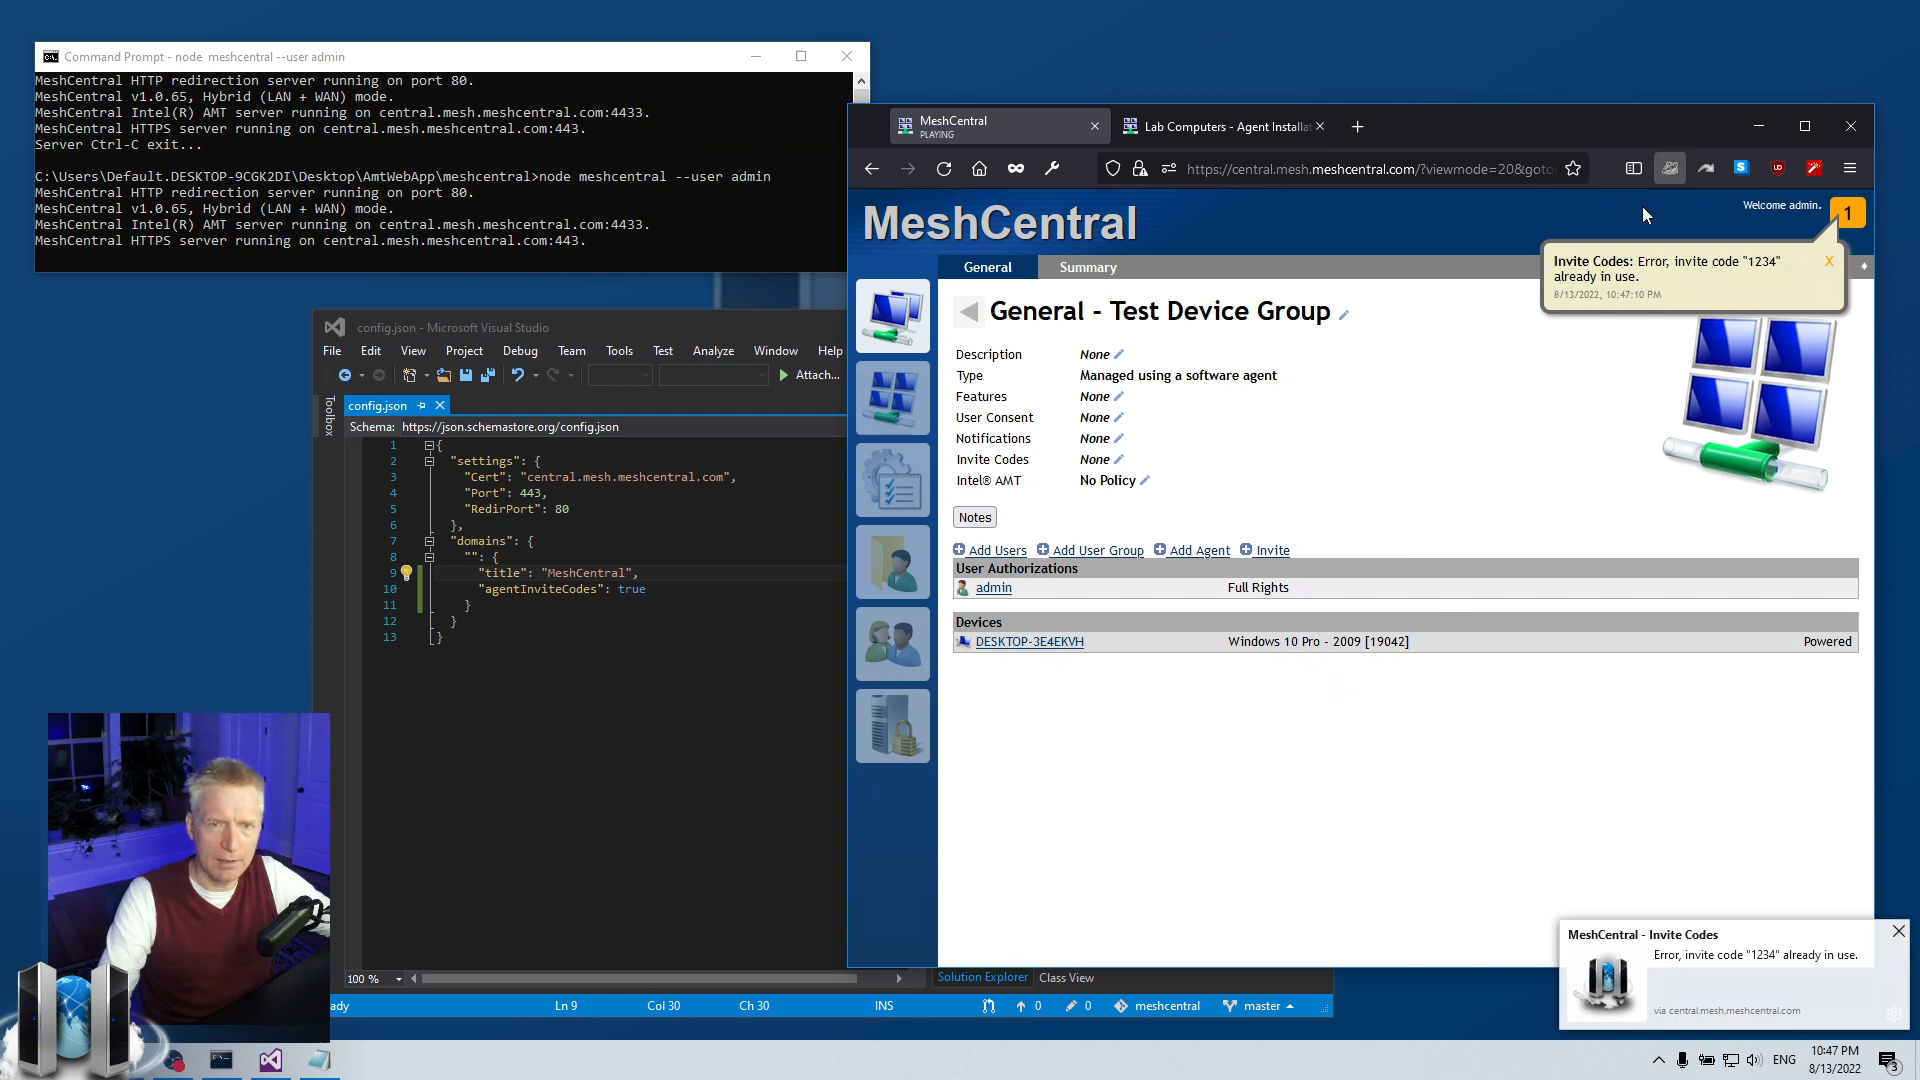 Command Prompt - node  meshcentral --user admin
MeshCentral HTTP redirection server running on port 80.
MeshCentral v1.0.65, Hybrid (LAN + WAN) mode.
MeshCentral Intel(R) AMT server running on central.mesh.meshcentral.com:4433.
MeshCentral HTTPS server running on central.mesh.meshcentral.com:443.
Server Ctrl-C exit...
C:\Users\Default.DESKTOP-9CGK2DI\Desktop\AmtWebApp\meshcentral>node meshcentral --user admin
MeshCentral HTTP redirection server running on port 80.
MeshCentral v1.0.65, Hybrid (LAN + WAN) mode.
MeshCentral Intel(R) AMT server running on central.mesh.meshcentral.com:4433.
MeshCentral HTTPS server running on central.mesh.meshcentral.com:443.
config.json - Microsoft Visual Studio
File Edit View Project Debug Team Tools Test Analyze Window Help
Attach...
Toolbox
config.json
Schema: https://json.schemastore.org/config.json
1 {
2 "settings": {
3 "Cert": "central.mesh.meshcentral.com",
4 "Port": 443,
5 "RedirPort": 80
6 },
7 "domains": {
8 "": {
9 "title": "MeshCentral",
10 "agentInviteCodes": true
11 }
12 }
13 }
100 %
Solution Explorer Class View
ady Ln 9 Col 30 Ch 30 INS 0 0 meshcentral master
MeshCentral
PLAYING
Lab Computers - Agent Installat
https://central.mesh.meshcentral.com/?viewmode=20&goto
MeshCentral
Welcome admin. 1
General Summary
Invite Codes: Error, invite code "1234"
already in use.
8/13/2022, 10:47:10 PM
X
General - Test Device Group
Description None
Type Managed using a software agent
Features None
User Consent None
Notifications None
Invite Codes None
Intel® AMT No Policy
Notes
Add Users Add User Group Add Agent Invite
User Authorizations
admin Full Rights
Devices
DESKTOP-3E4EKVH Windows 10 Pro - 2009 [19042] Powered
MeshCentral - Invite Codes
Error, invite code "1234" already in use.
via central.mesh.meshcentral.com
ENG
10:47 PM
8/13/2022
3